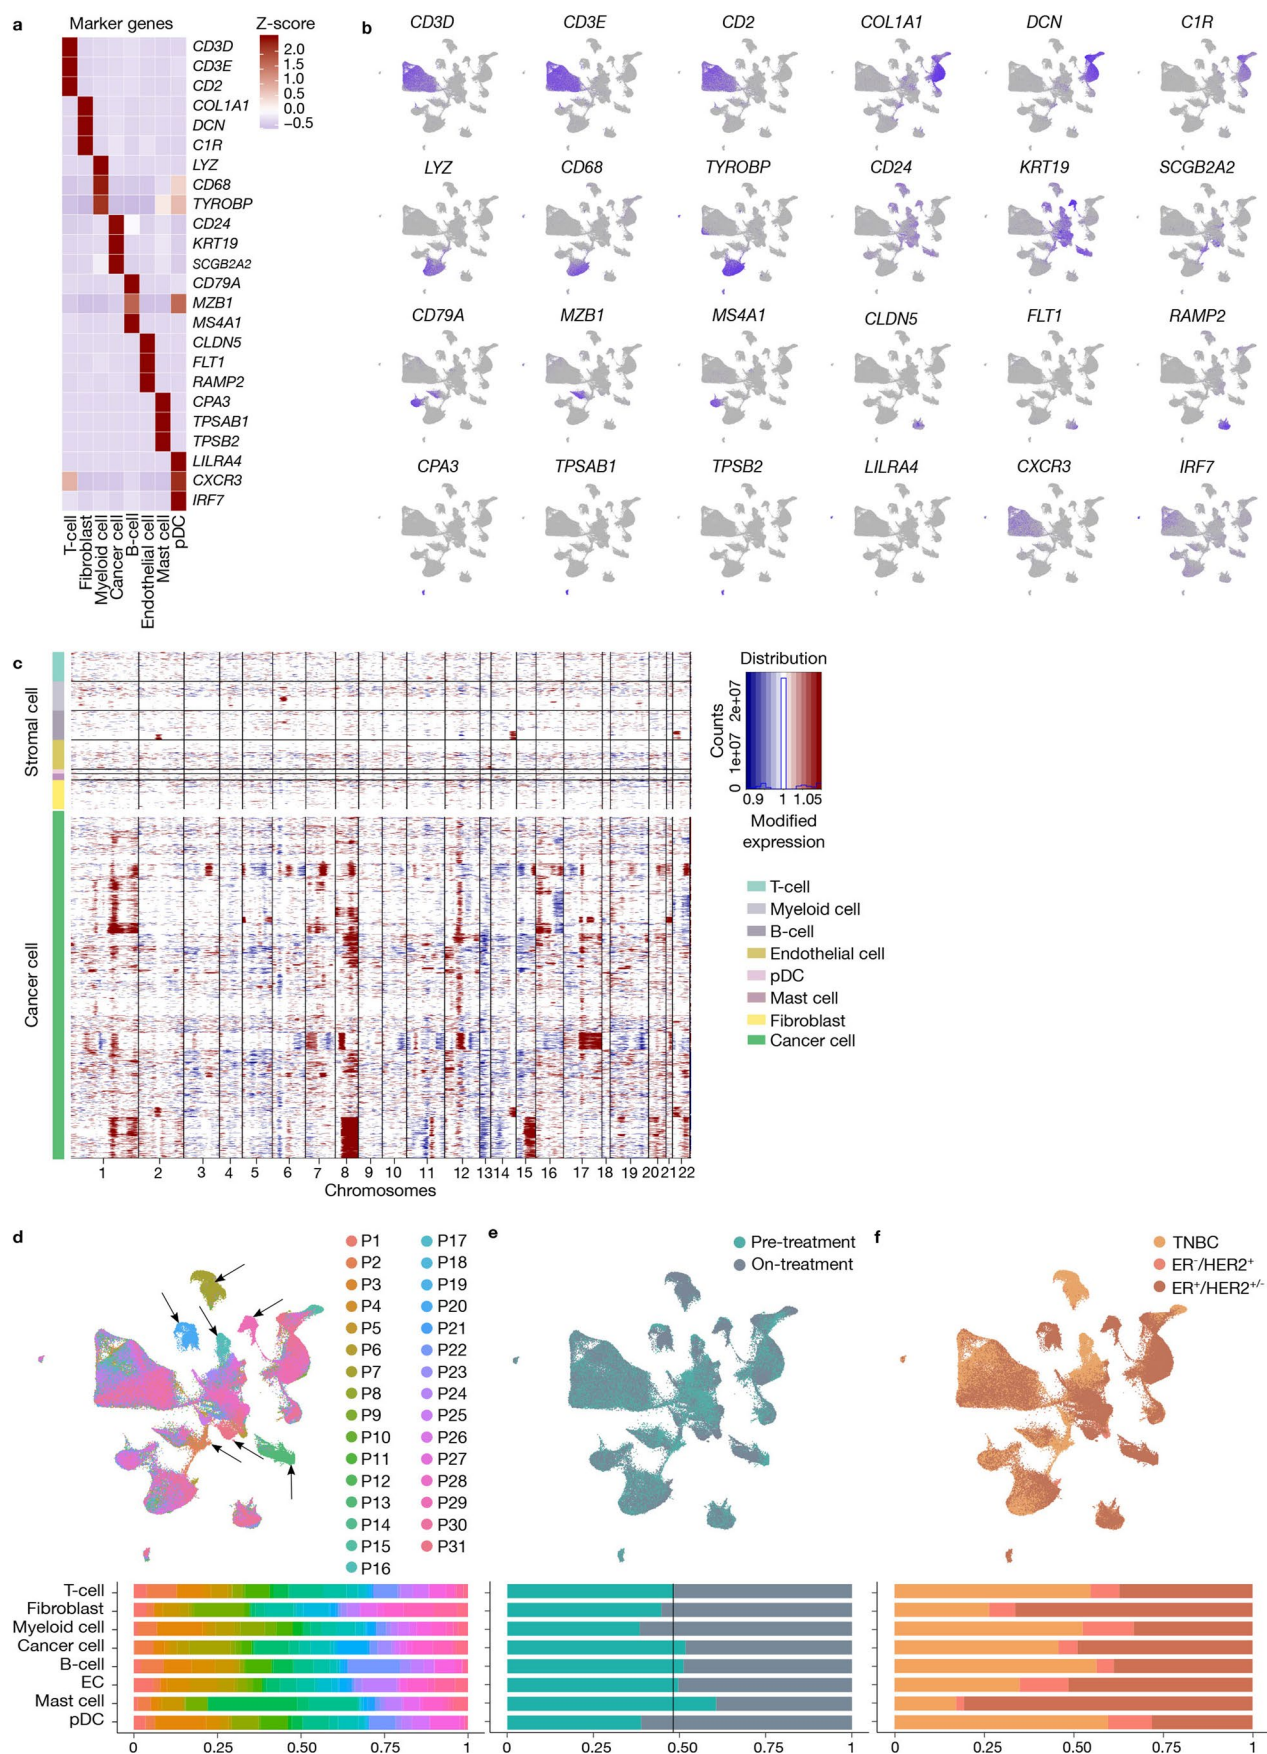 a
Marker genes
Z-score
2.0
1.5
1.0
0.5
0.0
−0.5
CD3D
CD3E
CD2
COL1A1
DCN
C1R
LYZ
CD68
TYROBP
CD24
KRT19
SCGB2A2
CD79A
MZB1
MS4A1
CLDN5
FLT1
RAMP2
CPA3
TPSAB1
TPSB2
LILRA4
CXCR3
IRF7
T-cell
Fibroblast
Myeloid cell
Cancer cell
B-cell
Endothelial cell
Mast cell
pDC
b
CD3D CD3E CD2 COL1A1 DCN C1R
LYZ CD68 TYROBP CD24 KRT19 SCGB2A2
CD79A MZB1 MS4A1 CLDN5 FLT1 RAMP2
CPA3 TPSAB1 TPSB2 LILRA4 CXCR3 IRF7
c
Stromal cell
Cancer cell
1 2 3 4 5 6 7 8 9 10 11 12 13 14 15 16 17 18 19 20 21 22
Chromosomes
Distribution
Counts
0 1e+07 2e+07
0.9 1 1.05
Modified
expression
T-cell
Myeloid cell
B-cell
Endothelial cell
pDC
Mast cell
Fibroblast
Cancer cell
d
P1
P2
P3
P4
P5
P6
P7
P8
P9
P10
P11
P12
P13
P14
P15
P16
P17
P18
P19
P20
P21
P22
P23
P24
P25
P26
P27
P28
P29
P30
P31
T-cell
Fibroblast
Myeloid cell
Cancer cell
B-cell
EC
Mast cell
pDC
0 0.25 0.50 0.75 1
e
Pre-treatment
On-treatment
0 0.25 0.50 0.75 1
f
TNBC
ER⁻/HER2⁺
ER⁺/HER2⁺/⁻
0 0.25 0.50 0.75 1